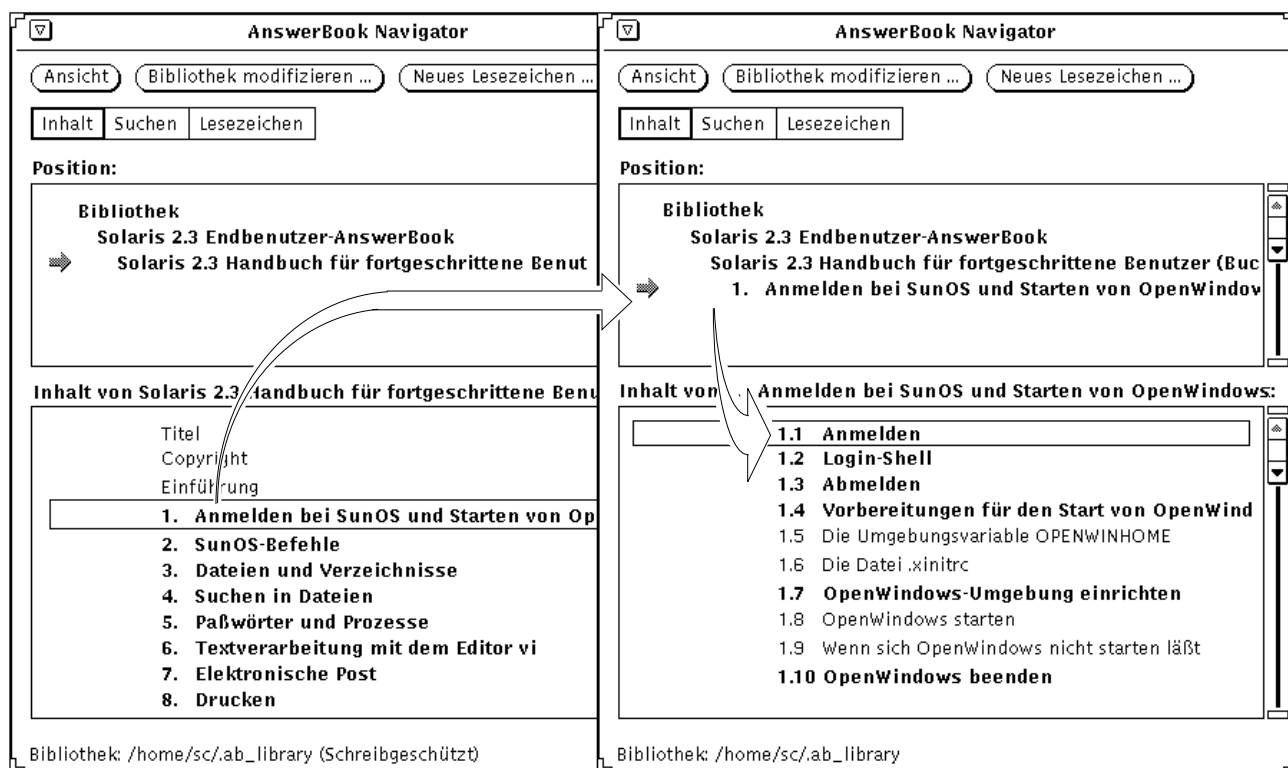 AnswerBook Navigator
Ansicht Bibliothek modifizieren ... Neues Lesezeichen ...
Inhalt Suchen Lesezeichen
Position:
Bibliothek
Solaris 2.3 Endbenutzer-AnswerBook
Solaris 2.3 Handbuch für fortgeschrittene Benut
Inhalt von Solaris 2.3 Handbuch für fortgeschrittene Benu
Titel
Copyright
Einführung
1. Anmelden bei SunOS und Starten von Op
2. SunOS-Befehle
3. Dateien und Verzeichnisse
4. Suchen in Dateien
5. Paßwörter und Prozesse
6. Textverarbeitung mit dem Editor vi
7. Elektronische Post
8. Drucken
Bibliothek: /home/sc/.ab_library (Schreibgeschützt)
AnswerBook Navigator
Ansicht Bibliothek modifizieren ... Neues Lesezeichen ...
Inhalt Suchen Lesezeichen
Position:
Bibliothek
Solaris 2.3 Endbenutzer-AnswerBook
Solaris 2.3 Handbuch für fortgeschrittene Benutzer (Buc
1. Anmelden bei SunOS und Starten von OpenWindow
Inhalt von . Anmelden bei SunOS und Starten von OpenWindows:
1.1 Anmelden
1.2 Login-Shell
1.3 Abmelden
1.4 Vorbereitungen für den Start von OpenWind
1.5 Die Umgebungsvariable OPENWINHOME
1.6 Die Datei .xinitrc
1.7 OpenWindows-Umgebung einrichten
1.8 OpenWindows starten
1.9 Wenn sich OpenWindows nicht starten läßt
1.10 OpenWindows beenden
Bibliothek: /home/sc/.ab_library